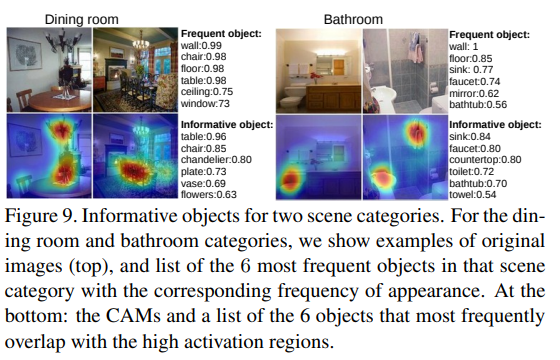 Dining room
Frequent object:
wall:0.99
chair:0.98
floor:0.98
table:0.98
ceiling:0.75
window:73
Informative object:
table:0.96
chair:0.85
chandelier:0.80
plate:0.73
vase:0.69
flowers:0.63
Bathroom
Frequent object:
wall: 1
floor:0.85
sink: 0.77
faucet:0.74
mirror:0.62
bathtub:0.56
Informative object:
sink:0.84
faucet:0.80
countertop:0.80
toilet:0.72
bathtub:0.70
towel:0.54
Figure 9. Informative objects for two scene categories. For the din-
ing room and bathroom categories, we show examples of original
images (top), and list of the 6 most frequent objects in that scene
category with the corresponding frequency of appearance. At the
bottom: the CAMs and a list of the 6 objects that most frequently
overlap with the high activation regions.